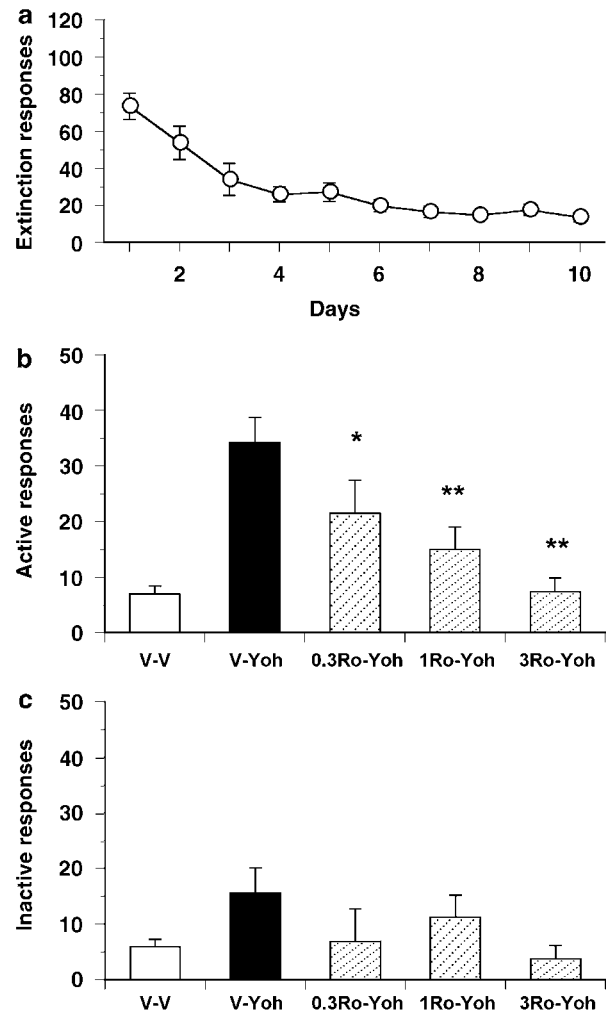 a
Extinction responses
120
100
80
60
40
20
0
2 4 6 8 10
Days
b
Active responses
50
40
30
20
10
0
*
**
**
V-V V-Yoh 0.3Ro-Yoh 1Ro-Yoh 3Ro-Yoh
c
Inactive responses
50
40
30
20
10
0
V-V V-Yoh 0.3Ro-Yoh 1Ro-Yoh 3Ro-Yoh